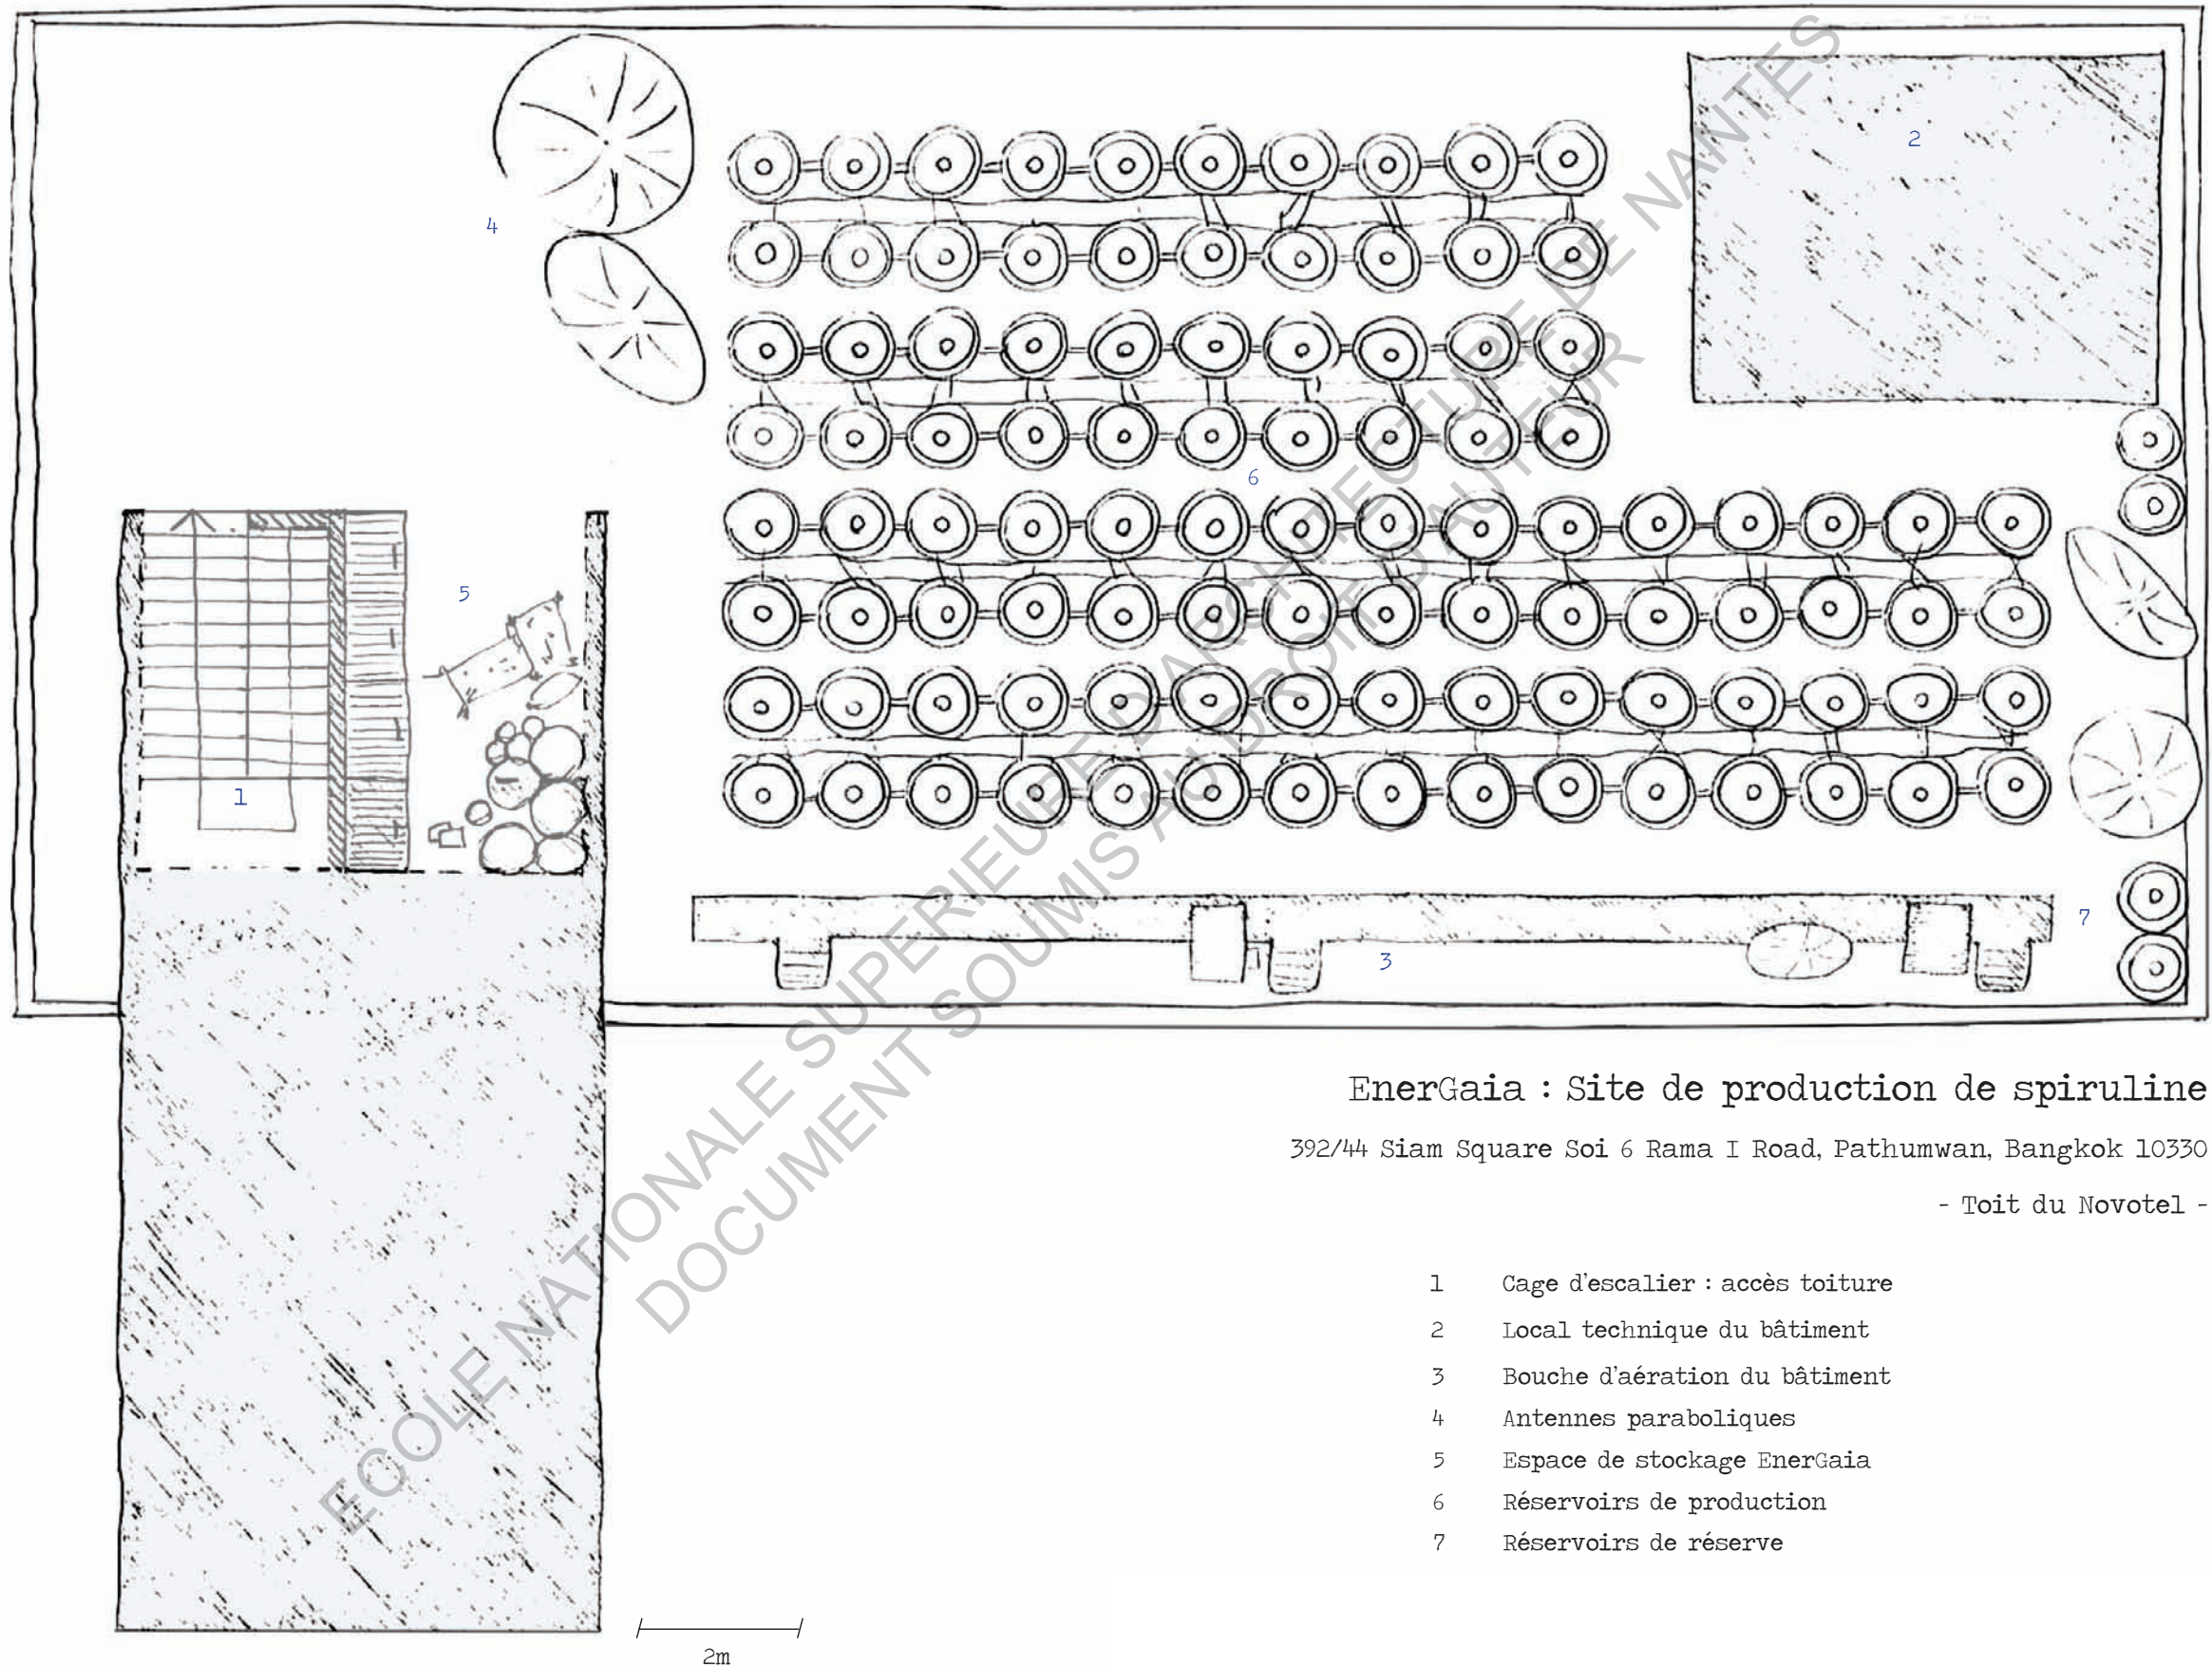 2
4
6
5
1
7
3
ECOLE NATIONALE SUPERIEURE D'ARCHITECTURE DE NANTES
DOCUMENT SOUMIS AU DROIT D'AUTEUR
EnerGaia : Site de production de spiruline
392/44 Siam Square Soi 6 Rama I Road, Pathumwan, Bangkok 10330
- Toit du Novotel -
1 Cage d'escalier : accès toiture
2 Local technique du bâtiment
3 Bouche d'aération du bâtiment
4 Antennes paraboliques
5 Espace de stockage EnerGaia
6 Réservoirs de production
7 Réservoirs de réserve
2m